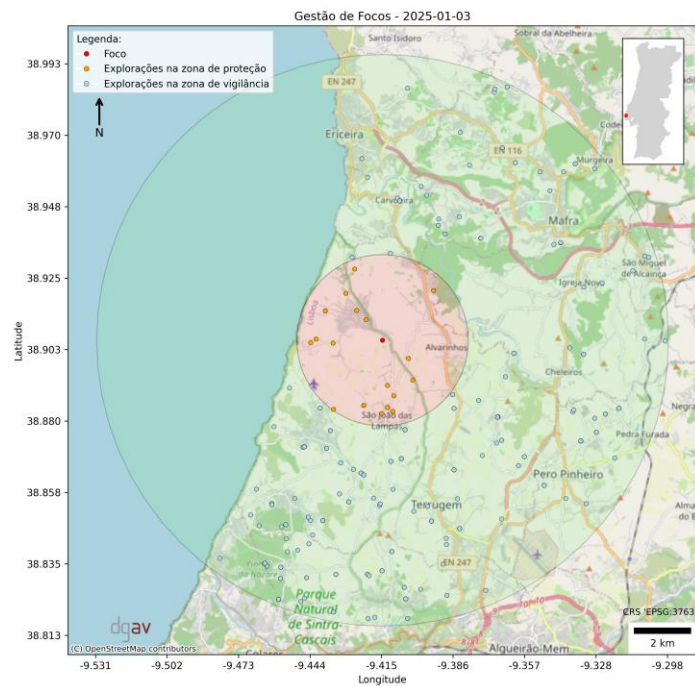 Gestão de Focos - 2025-01-03
Legenda:
Foco
Explorações na zona de proteção
Explorações na zona de vigilância
N
Santo Isidoro
Sobral da Abelheira
EN 247
Ericeira
EN 116
Murgeira
Carvoeira
Mafra
São Miguel
de Alcainça
Igreja Nova
Lisboa
Alvarinhos
Cheleiros
São João das
Lampas
Negra
Pedra Furada
Pero Pinheiro
Terrugem
EN 247
Parque
Natural
de Sintra-
Cascais
Algueirão-Mem
dgav
(C) OpenStreetMap contributors
CRS 'EPSG:3763
2 km
Latitude
38.993
38.970
38.948
38.925
38.903
38.880
38.858
38.835
38.813
-9.531
-9.502
-9.473
-9.444
-9.415
-9.386
-9.357
-9.328
-9.298
Longitude